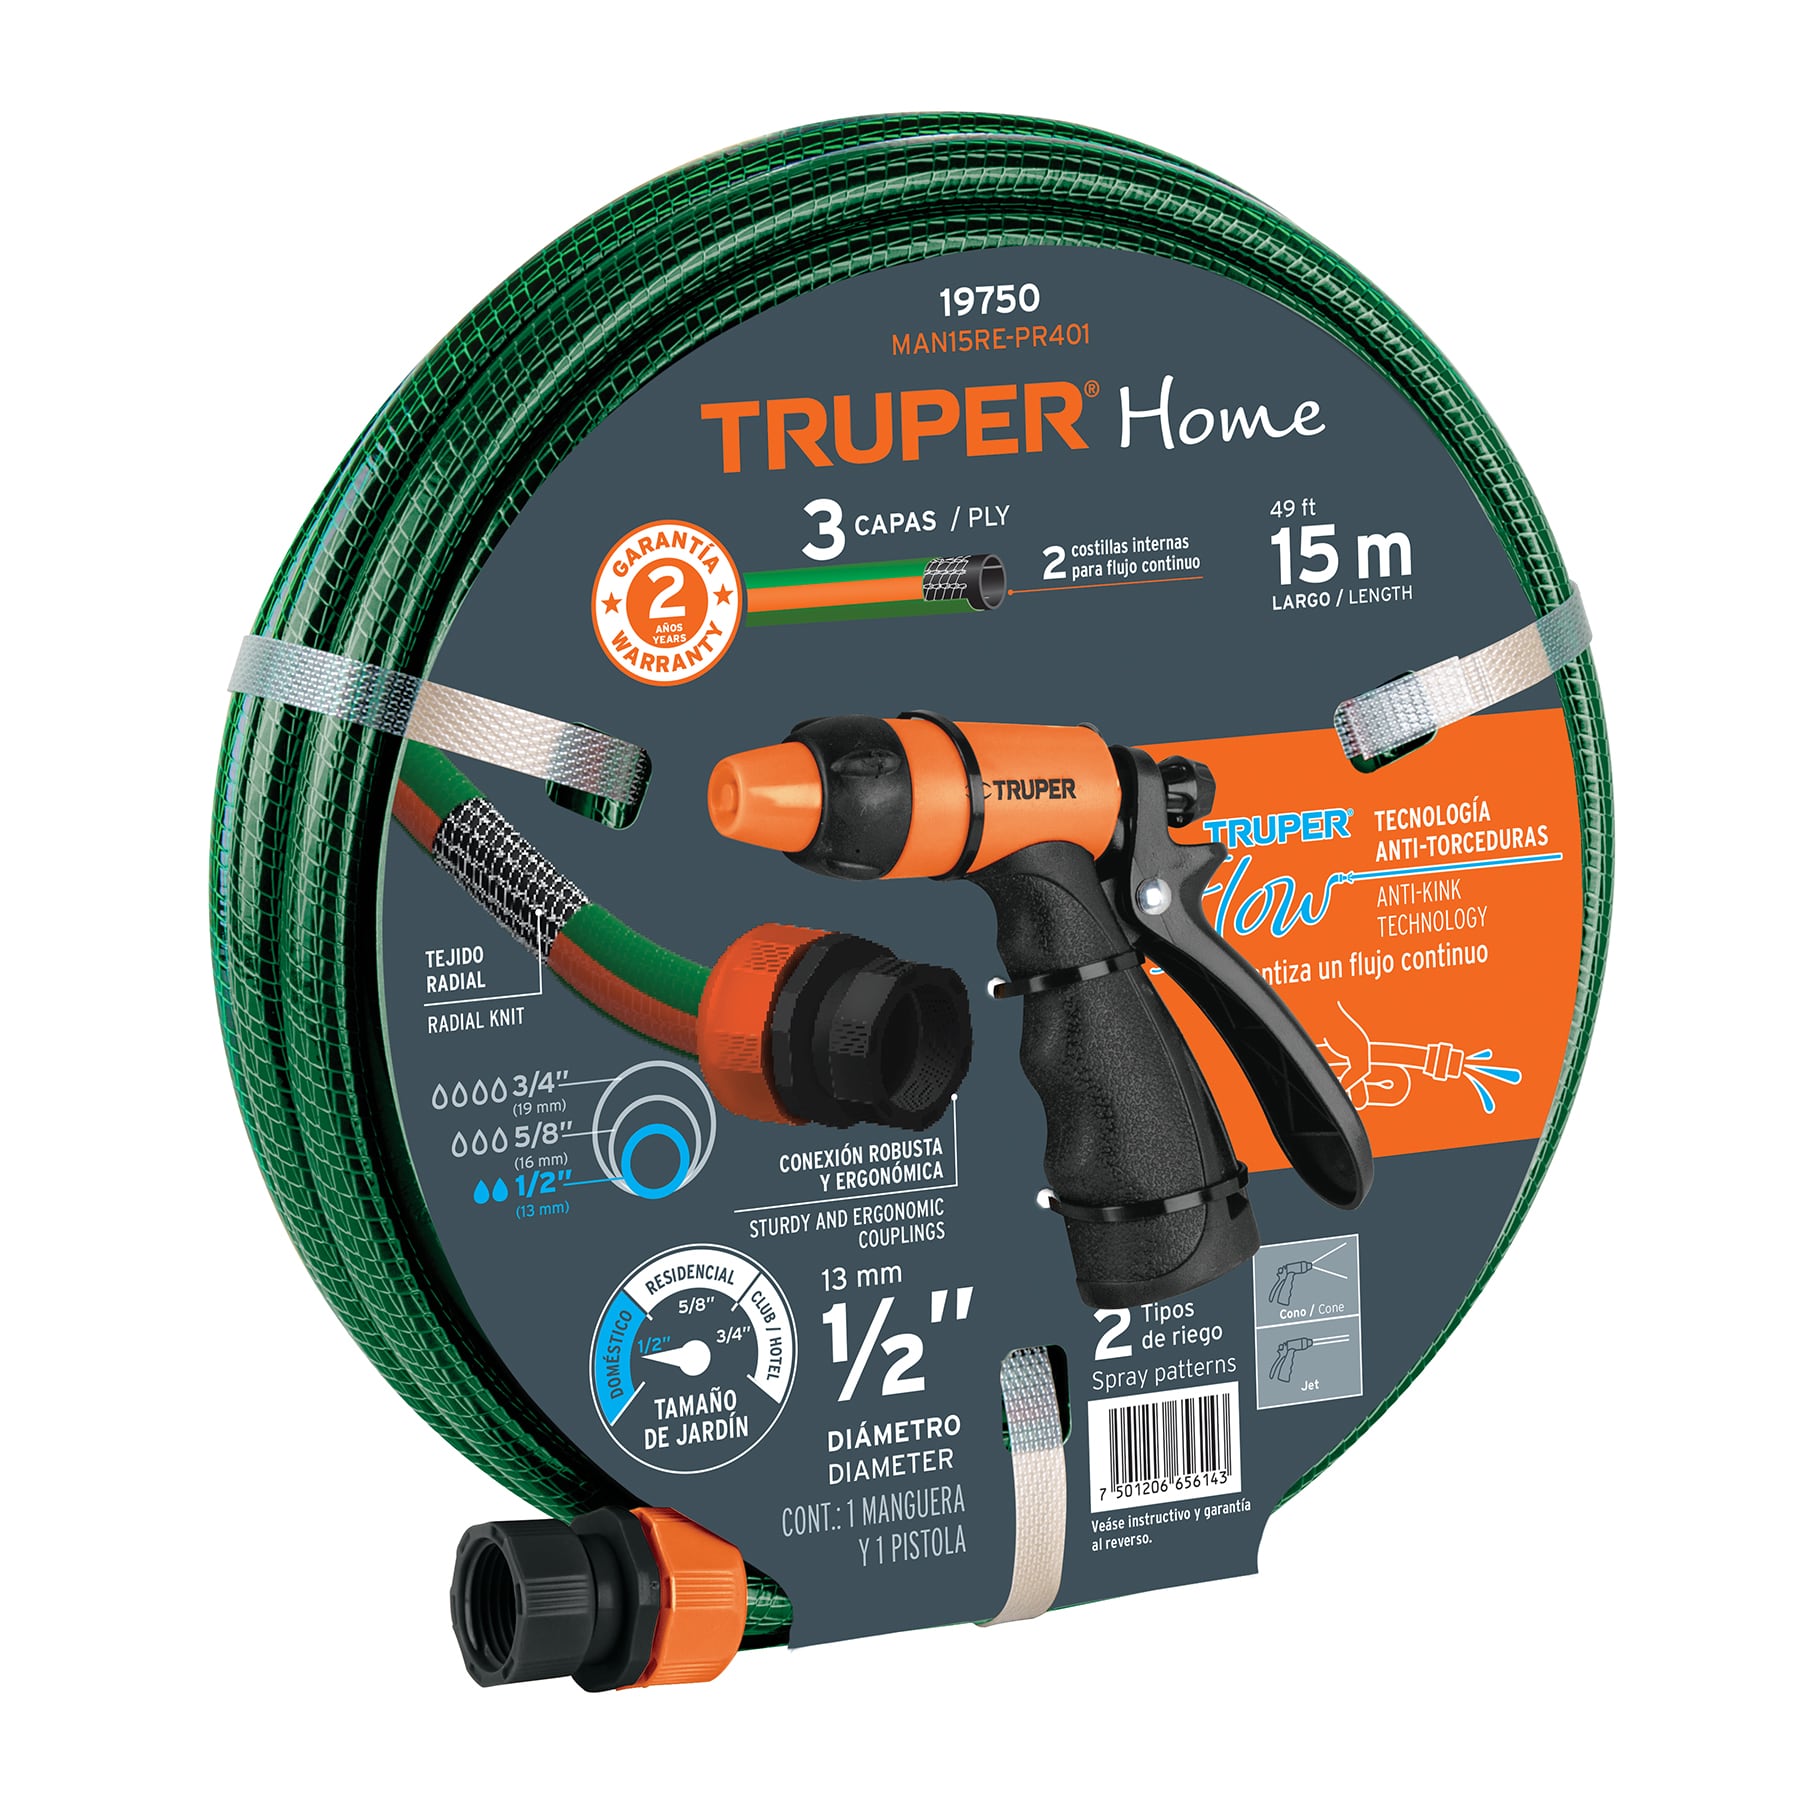 19750
MAN15RE-PR401
TRUPER® Home
3 CAPAS / PLY
2 costillas internas
para flujo continuo
49 ft
15 m
LARGO / LENGTH
GARANTÍA
2
AÑOS
YEARS
WARRANTY
TRUPER
TRUPER®
Flow
TECNOLOGÍA
ANTI-TORCEDURAS
ANTI-KINK
TECHNOLOGY
un flujo continuo
TEJIDO
RADIAL
RADIAL KNIT
3/4"
(19 mm)
5/8"
(16 mm)
1/2"
(13 mm)
CONEXIÓN ROBUSTA
Y ERGONÓMICA
STURDY AND ERGONOMIC
COUPLINGS
DOMÉSTICO
RESIDENCIAL
CLUB / HOTEL
1/2"
5/8"
3/4"
TAMAÑO
DE JARDÍN
13 mm
1/2"
DIÁMETRO
DIAMETER
CONT.: 1 MANGUERA
Y 1 PISTOLA
2 Tipos
de riego
Spray patterns
Cono / Cone
Jet
7 501206 656143
Veáse instructivo y garantía
al reverso.